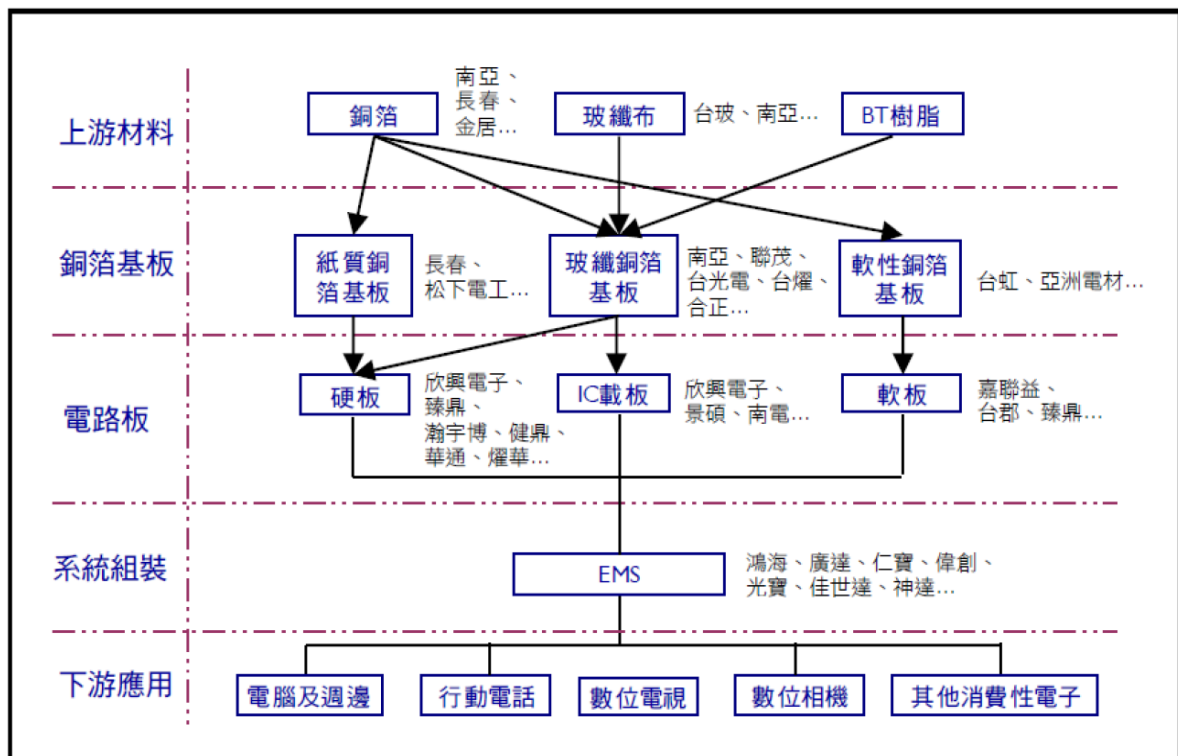 上游材料
銅箔
南亞、
長春、
金居...
玻纖布
台玻、南亞...
BT樹脂
銅箔基板
紙質銅
箔基板
長春、
松下電工...
玻纖銅箔
基板
南亞、聯茂、
台光電、台燿、
合正...
軟性銅箔
基板
台虹、亞洲電材...
電路板
硬板
欣興電子、
臻鼎、
瀚宇博、健鼎、
華通、燿華...
IC載板
欣興電子、
景碩、南電...
軟板
嘉聯益、
台郡、臻鼎...
系統組裝
EMS
鴻海、廣達、仁寶、偉創、
光寶、佳世達、神達...
下游應用
電腦及週邊
行動電話
數位電視
數位相機
其他消費性電子